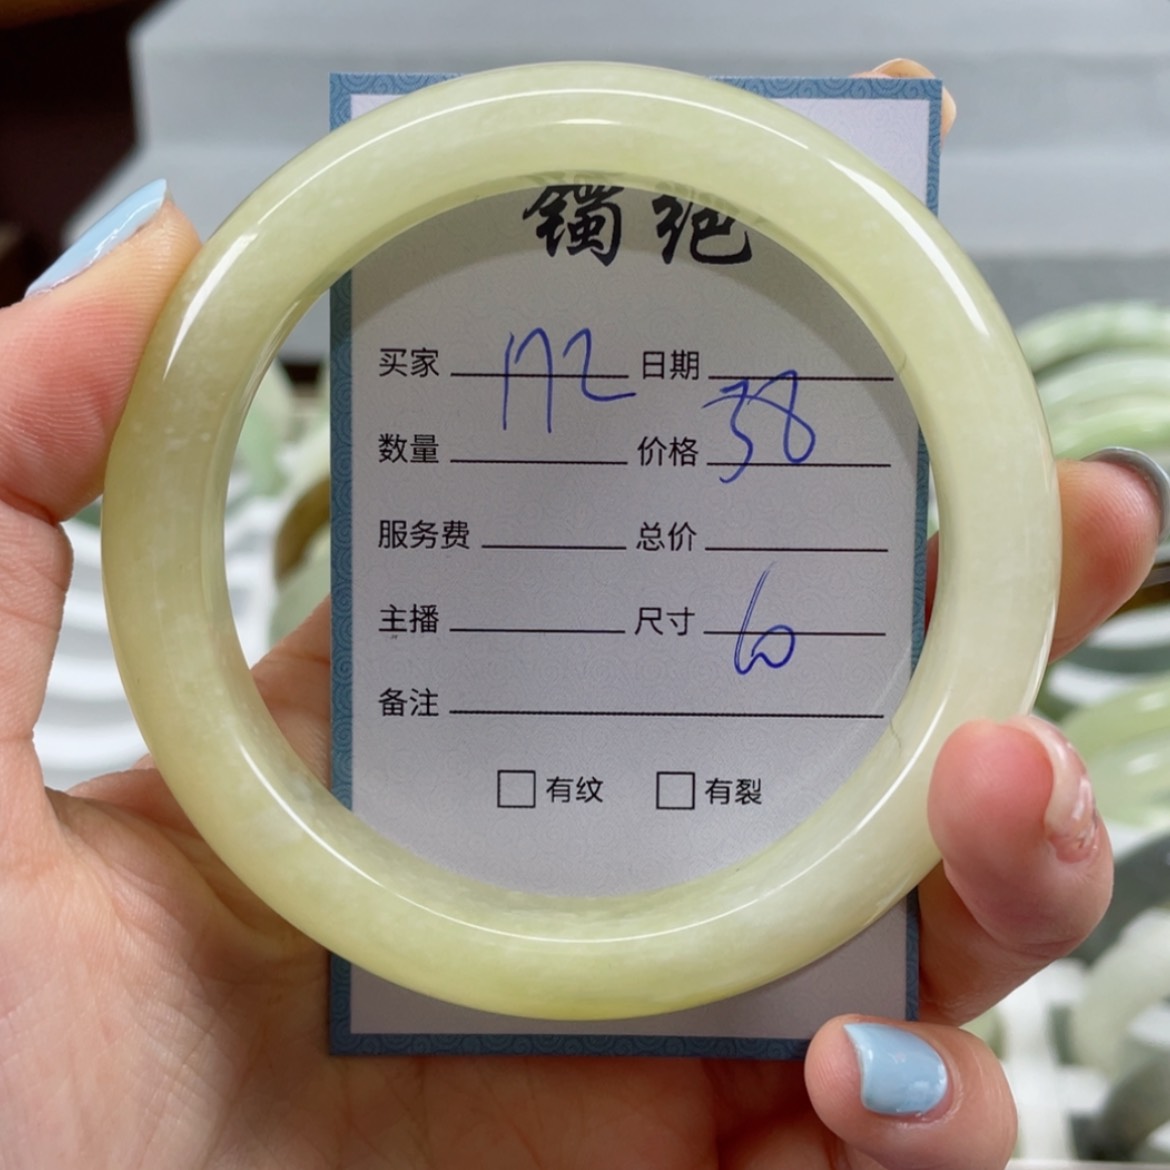 镯绝
买家 172 日期
数量 价格 38
服务费 总价
主播 尺寸 60
备注
有纹 有裂